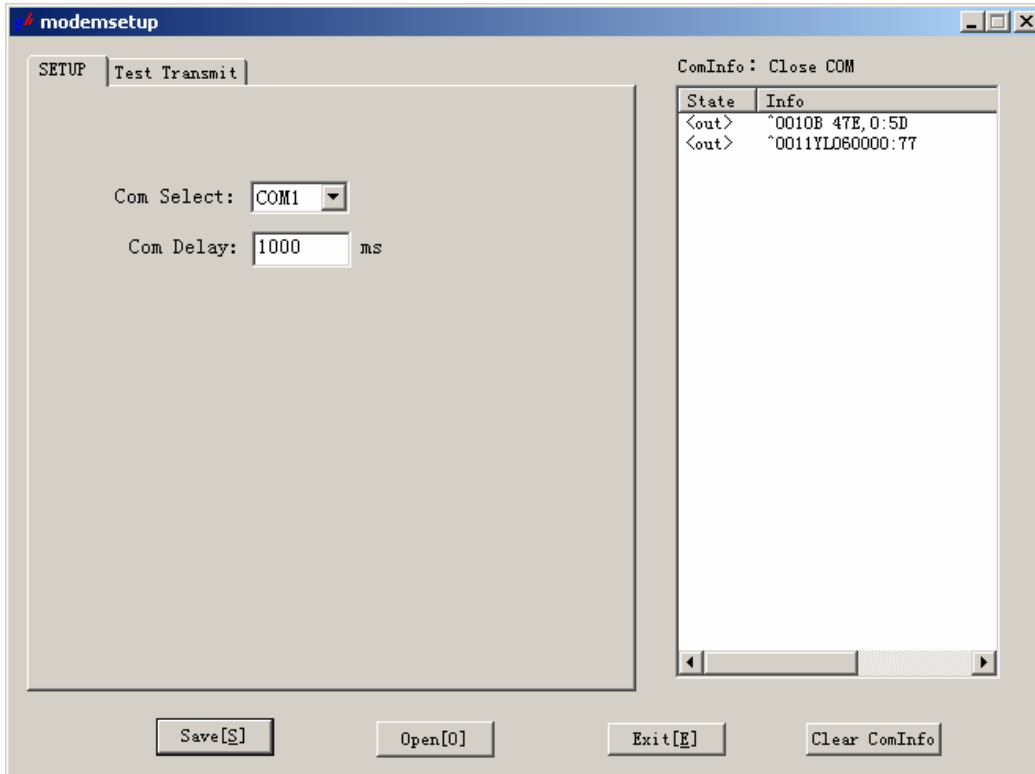 modemsetup
SETUP
Test Transmit
Com Select: COM1
Com Delay: 1000 ms
ComInfo: Close COM
State Info
<out> ^0010B 47E,0:5D
<out> ^0011YL060000:77
Save[S]
Open[O]
Exit[E]
Clear ComInfo